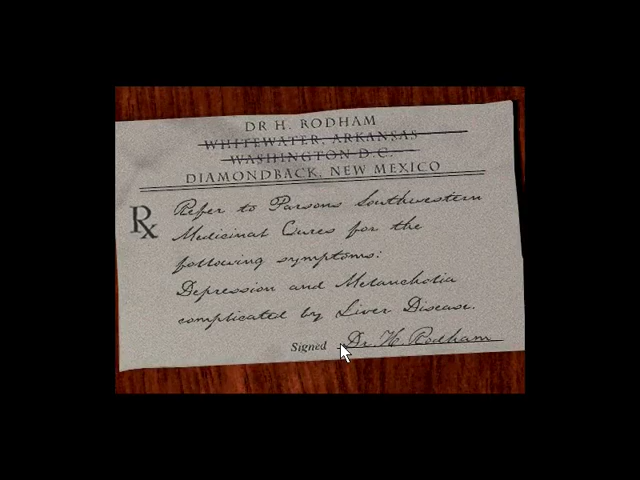 DR H. RODHAM
WHITEWATER, ARKANSAS
WASHINGTON D.C.
DIAMONDBACK, NEW MEXICO
Rx
Refer to Parsons Southwestern
Medicinal Cures for the
following symptoms:
Depression and Melancholia
complicated by Liver Disease.
Signed Dr. H. Rodham